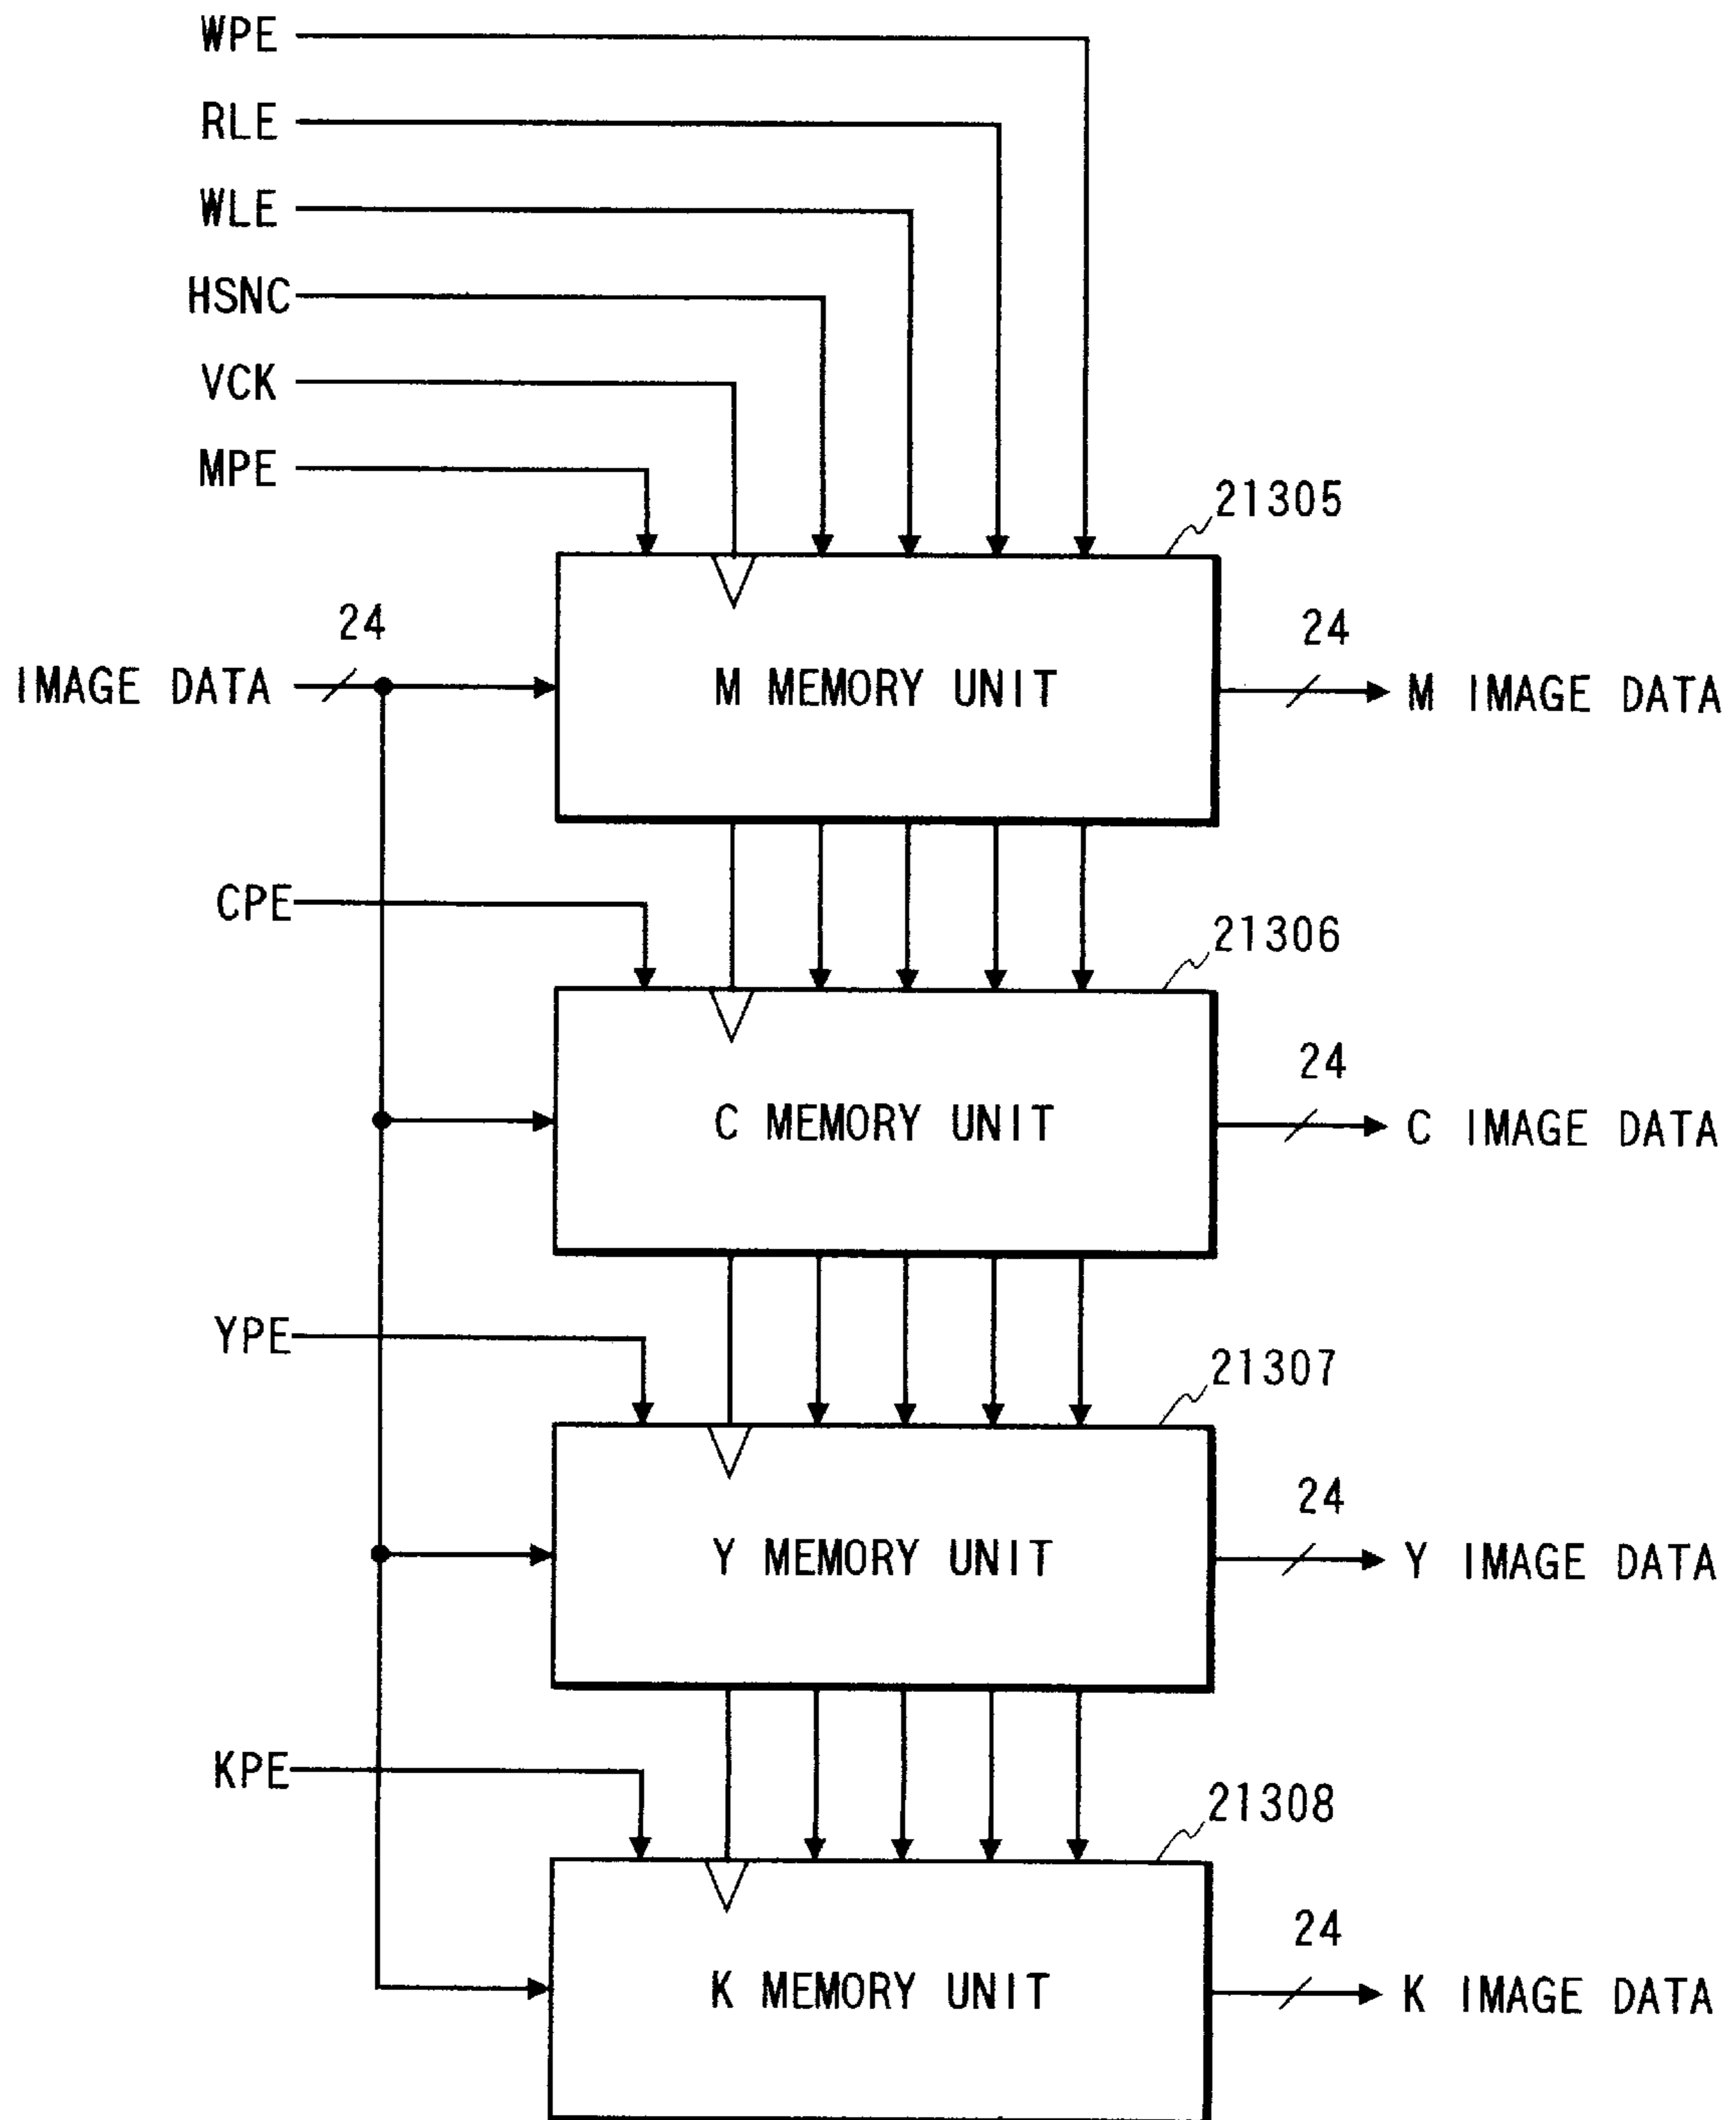 WPE
RLE
WLE
HSNC
VCK
MPE
21305
24
24
IMAGE DATA
M MEMORY UNIT
M IMAGE DATA
CPE
21306
24
C MEMORY UNIT
C IMAGE DATA
YPE
21307
24
Y MEMORY UNIT
Y IMAGE DATA
KPE
21308
24
K MEMORY UNIT
K IMAGE DATA